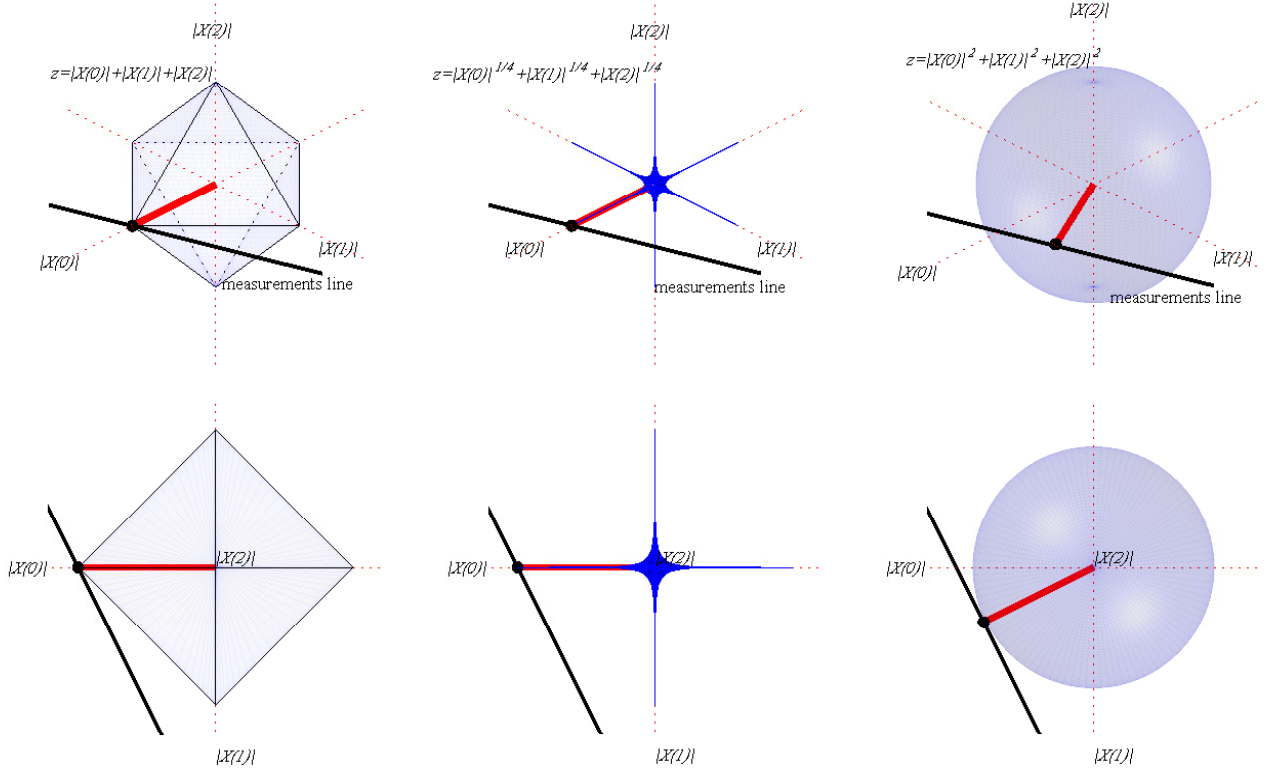 |X(2)|
z=|X(0)|+|X(1)|+|X(2)|
|X(0)|
|X(1)|
measurements line
|X(2)|
z=|X(0)|^{1/4}+|X(1)|^{1/4}+|X(2)|^{1/4}
|X(0)|
|X(1)|
measurements line
|X(2)|
z=|X(0)|^2+|X(1)|^2+|X(2)|^2
|X(0)|
|X(1)|
measurements line
|X(0)|
|X(2)|
|X(1)|
|X(0)|
|X(2)|
|X(1)|
|X(0)|
|X(2)|
|X(1)|